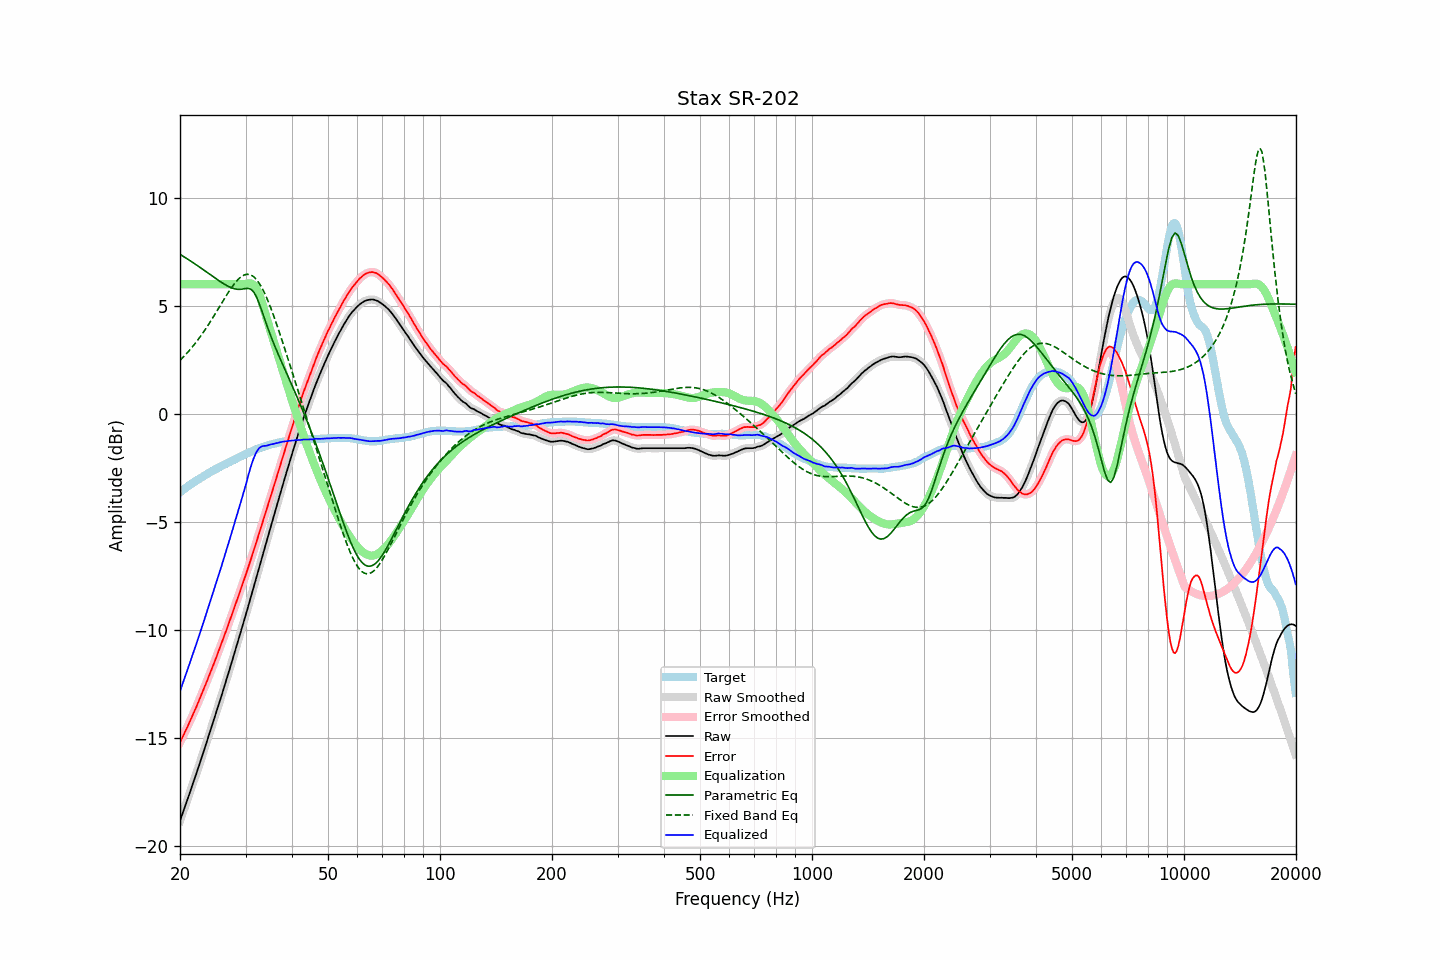 Stax SR-202
Amplitude (dBr)
10
5
0
−5
−10
−15
−20
20 50 100 200 500 1000 2000 5000 10000 20000
Frequency (Hz)
Target
Raw Smoothed
Error Smoothed
Raw
Error
Equalization
Parametric Eq
Fixed Band Eq
Equalized